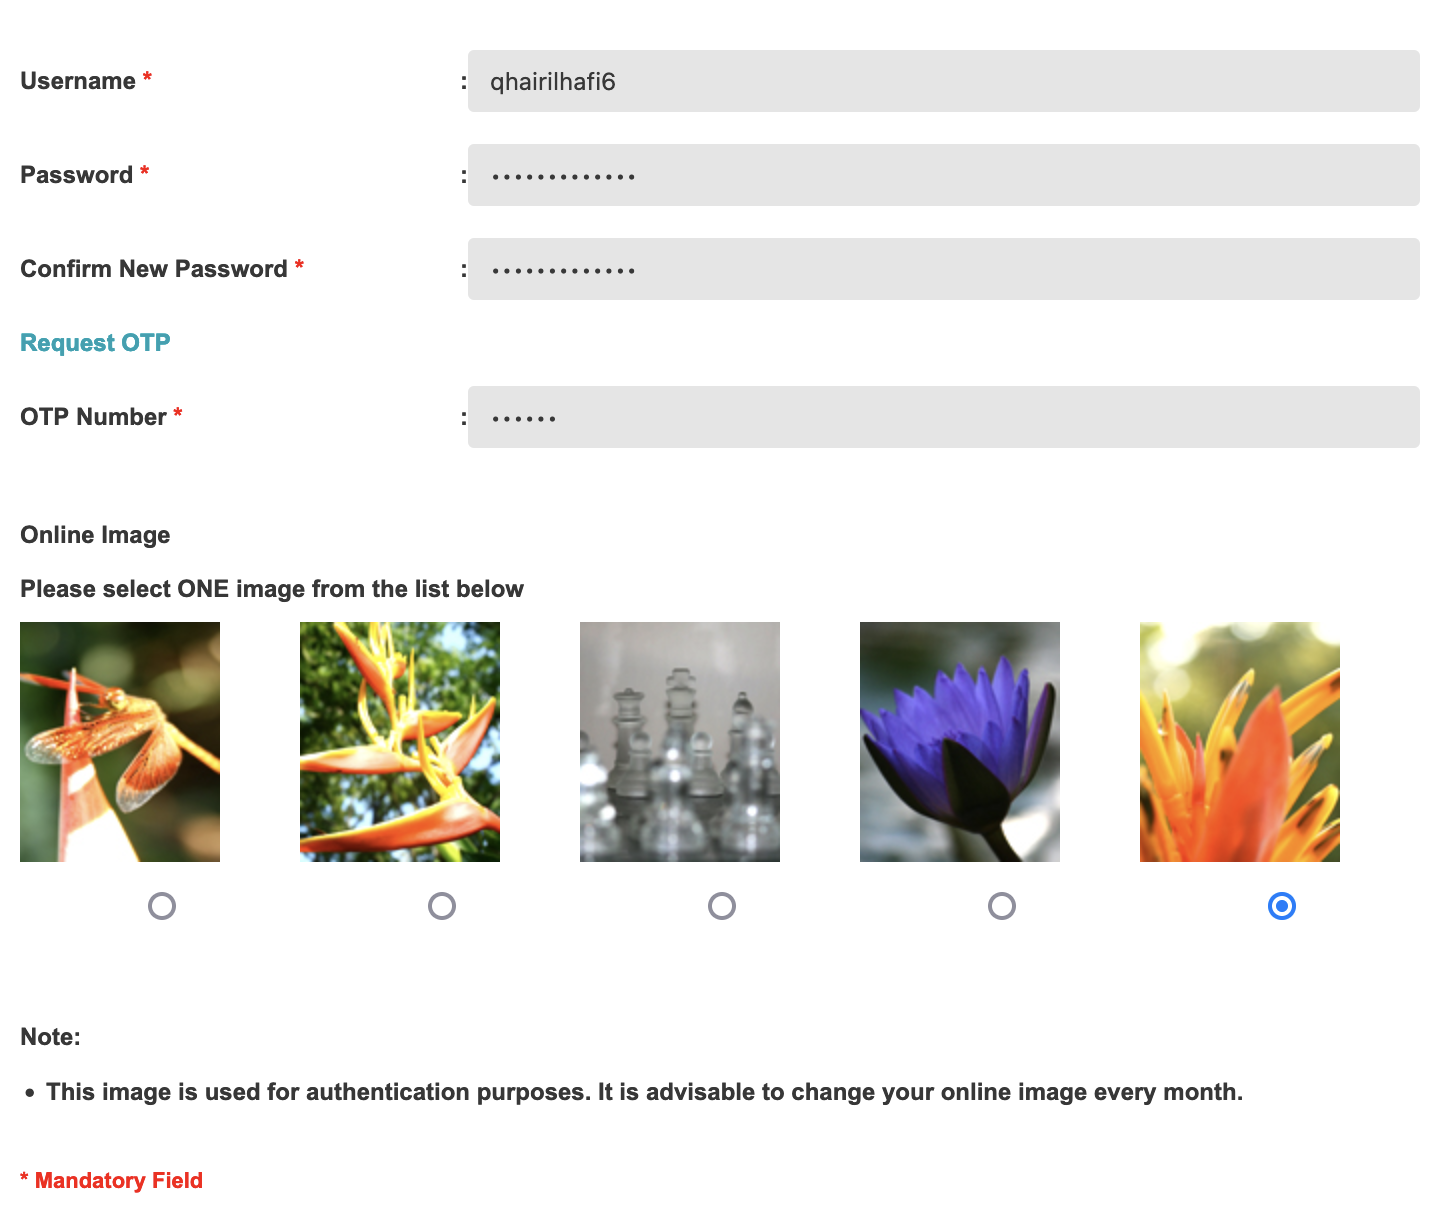 Username * : qhairilhafi6
Password * : •••••••••••••
Confirm New Password * : •••••••••••••
Request OTP
OTP Number * : ••••••
Online Image
Please select ONE image from the list below
Note:
• This image is used for authentication purposes. It is advisable to change your online image every month.
* Mandatory Field